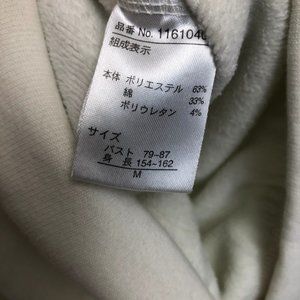 品番 No. 116104
組成表示
本体 ポリエステル 63%
綿 33%
ポリウレタン 4%
サイズ
バスト 79-87
身 長 154-162
M